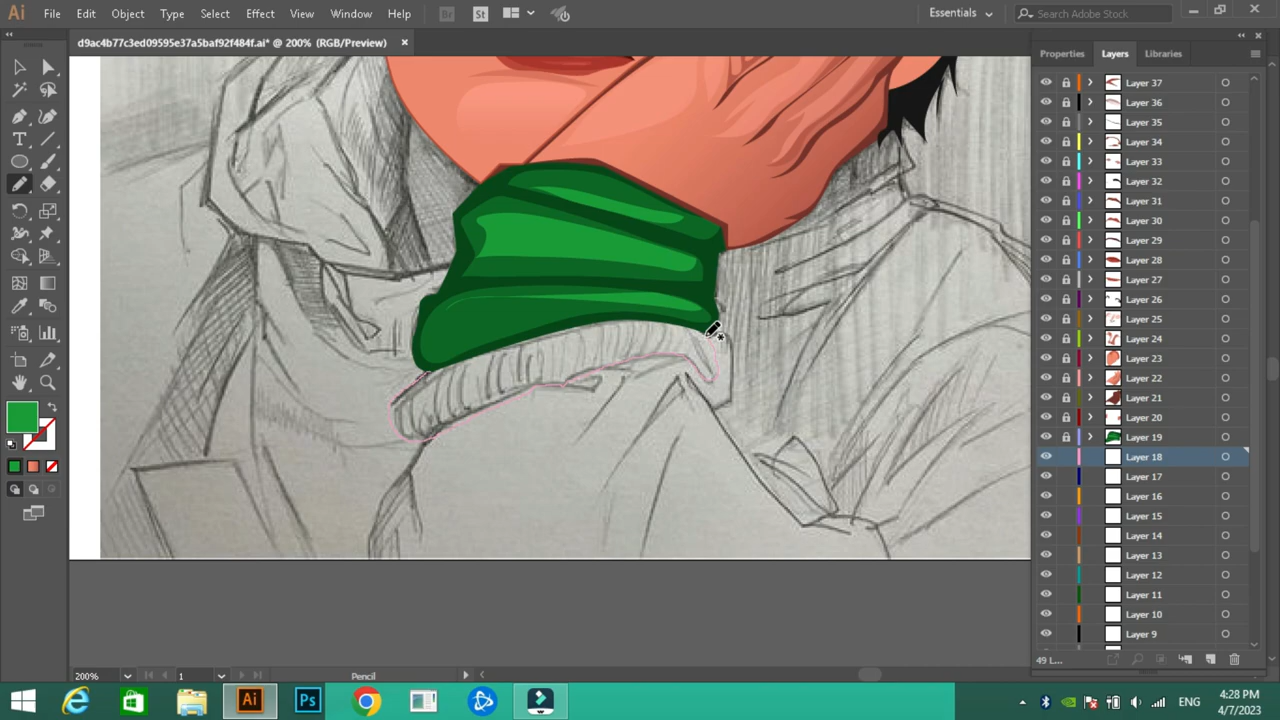 Ai File Edit Object Type Select Effect View Window Help Br St Essentials Search Adobe Stock
d9ac4b77c3ed09595e37a5baf92f484f.ai* @ 200% (RGB/Preview) ×
Properties Layers Libraries
Layer 37
Layer 36
Layer 35
Layer 34
Layer 33
Layer 32
Layer 31
Layer 30
Layer 29
Layer 28
Layer 27
Layer 26
Layer 25
Layer 24
Layer 23
Layer 22
Layer 21
Layer 20
Layer 19
Layer 18
Layer 17
Layer 16
Layer 15
Layer 14
Layer 13
Layer 12
Layer 11
Layer 10
Layer 9
49 L...
200% 1 Pencil
Ai Ps ENG
4:28 PM
4/7/2023